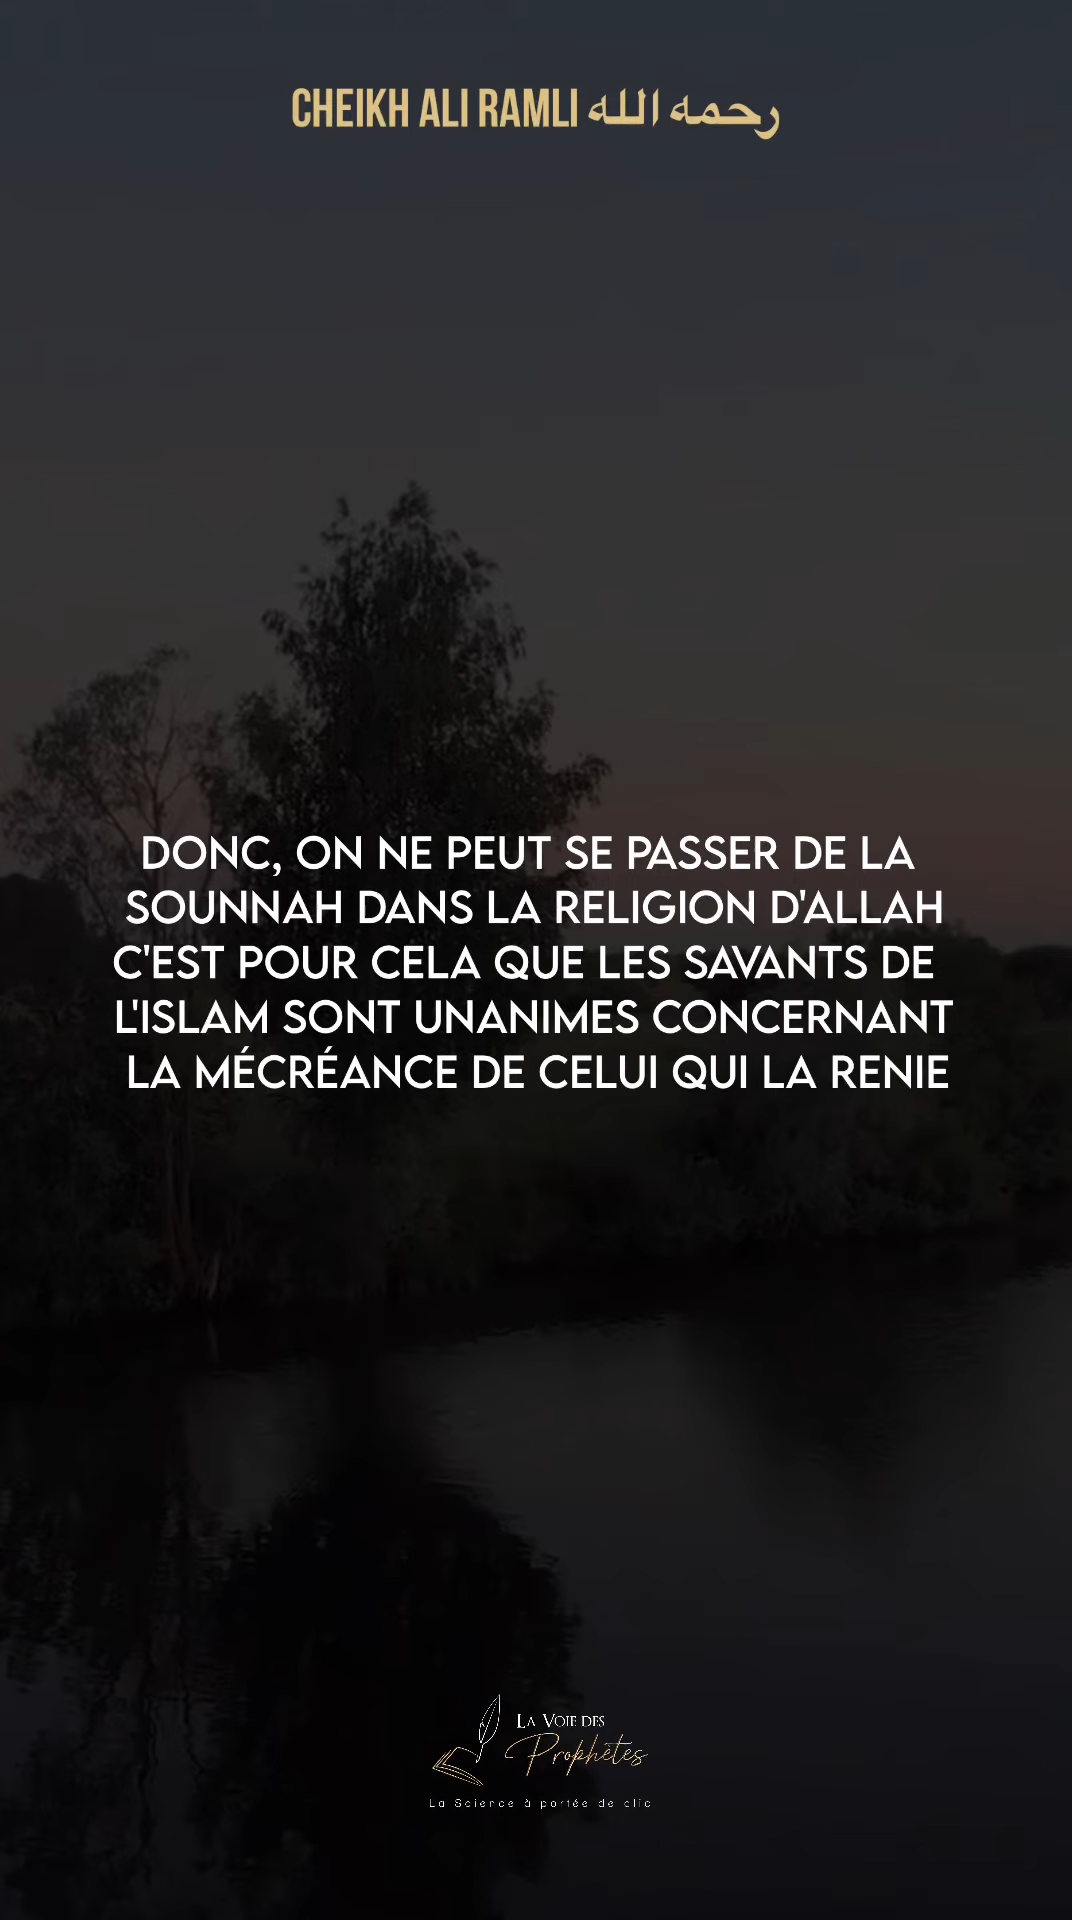 CHEIKH ALI RAMLI رحمه الله
DONC, ON NE PEUT SE PASSER DE LA
SOUNNAH DANS LA RELIGION D'ALLAH
C'EST POUR CELA QUE LES SAVANTS DE
L'ISLAM SONT UNANIMES CONCERNANT
LA MÉCRÉANCE DE CELUI QUI LA RENIE
LA VOIE DES
Prophètes
La Science à portée de clic